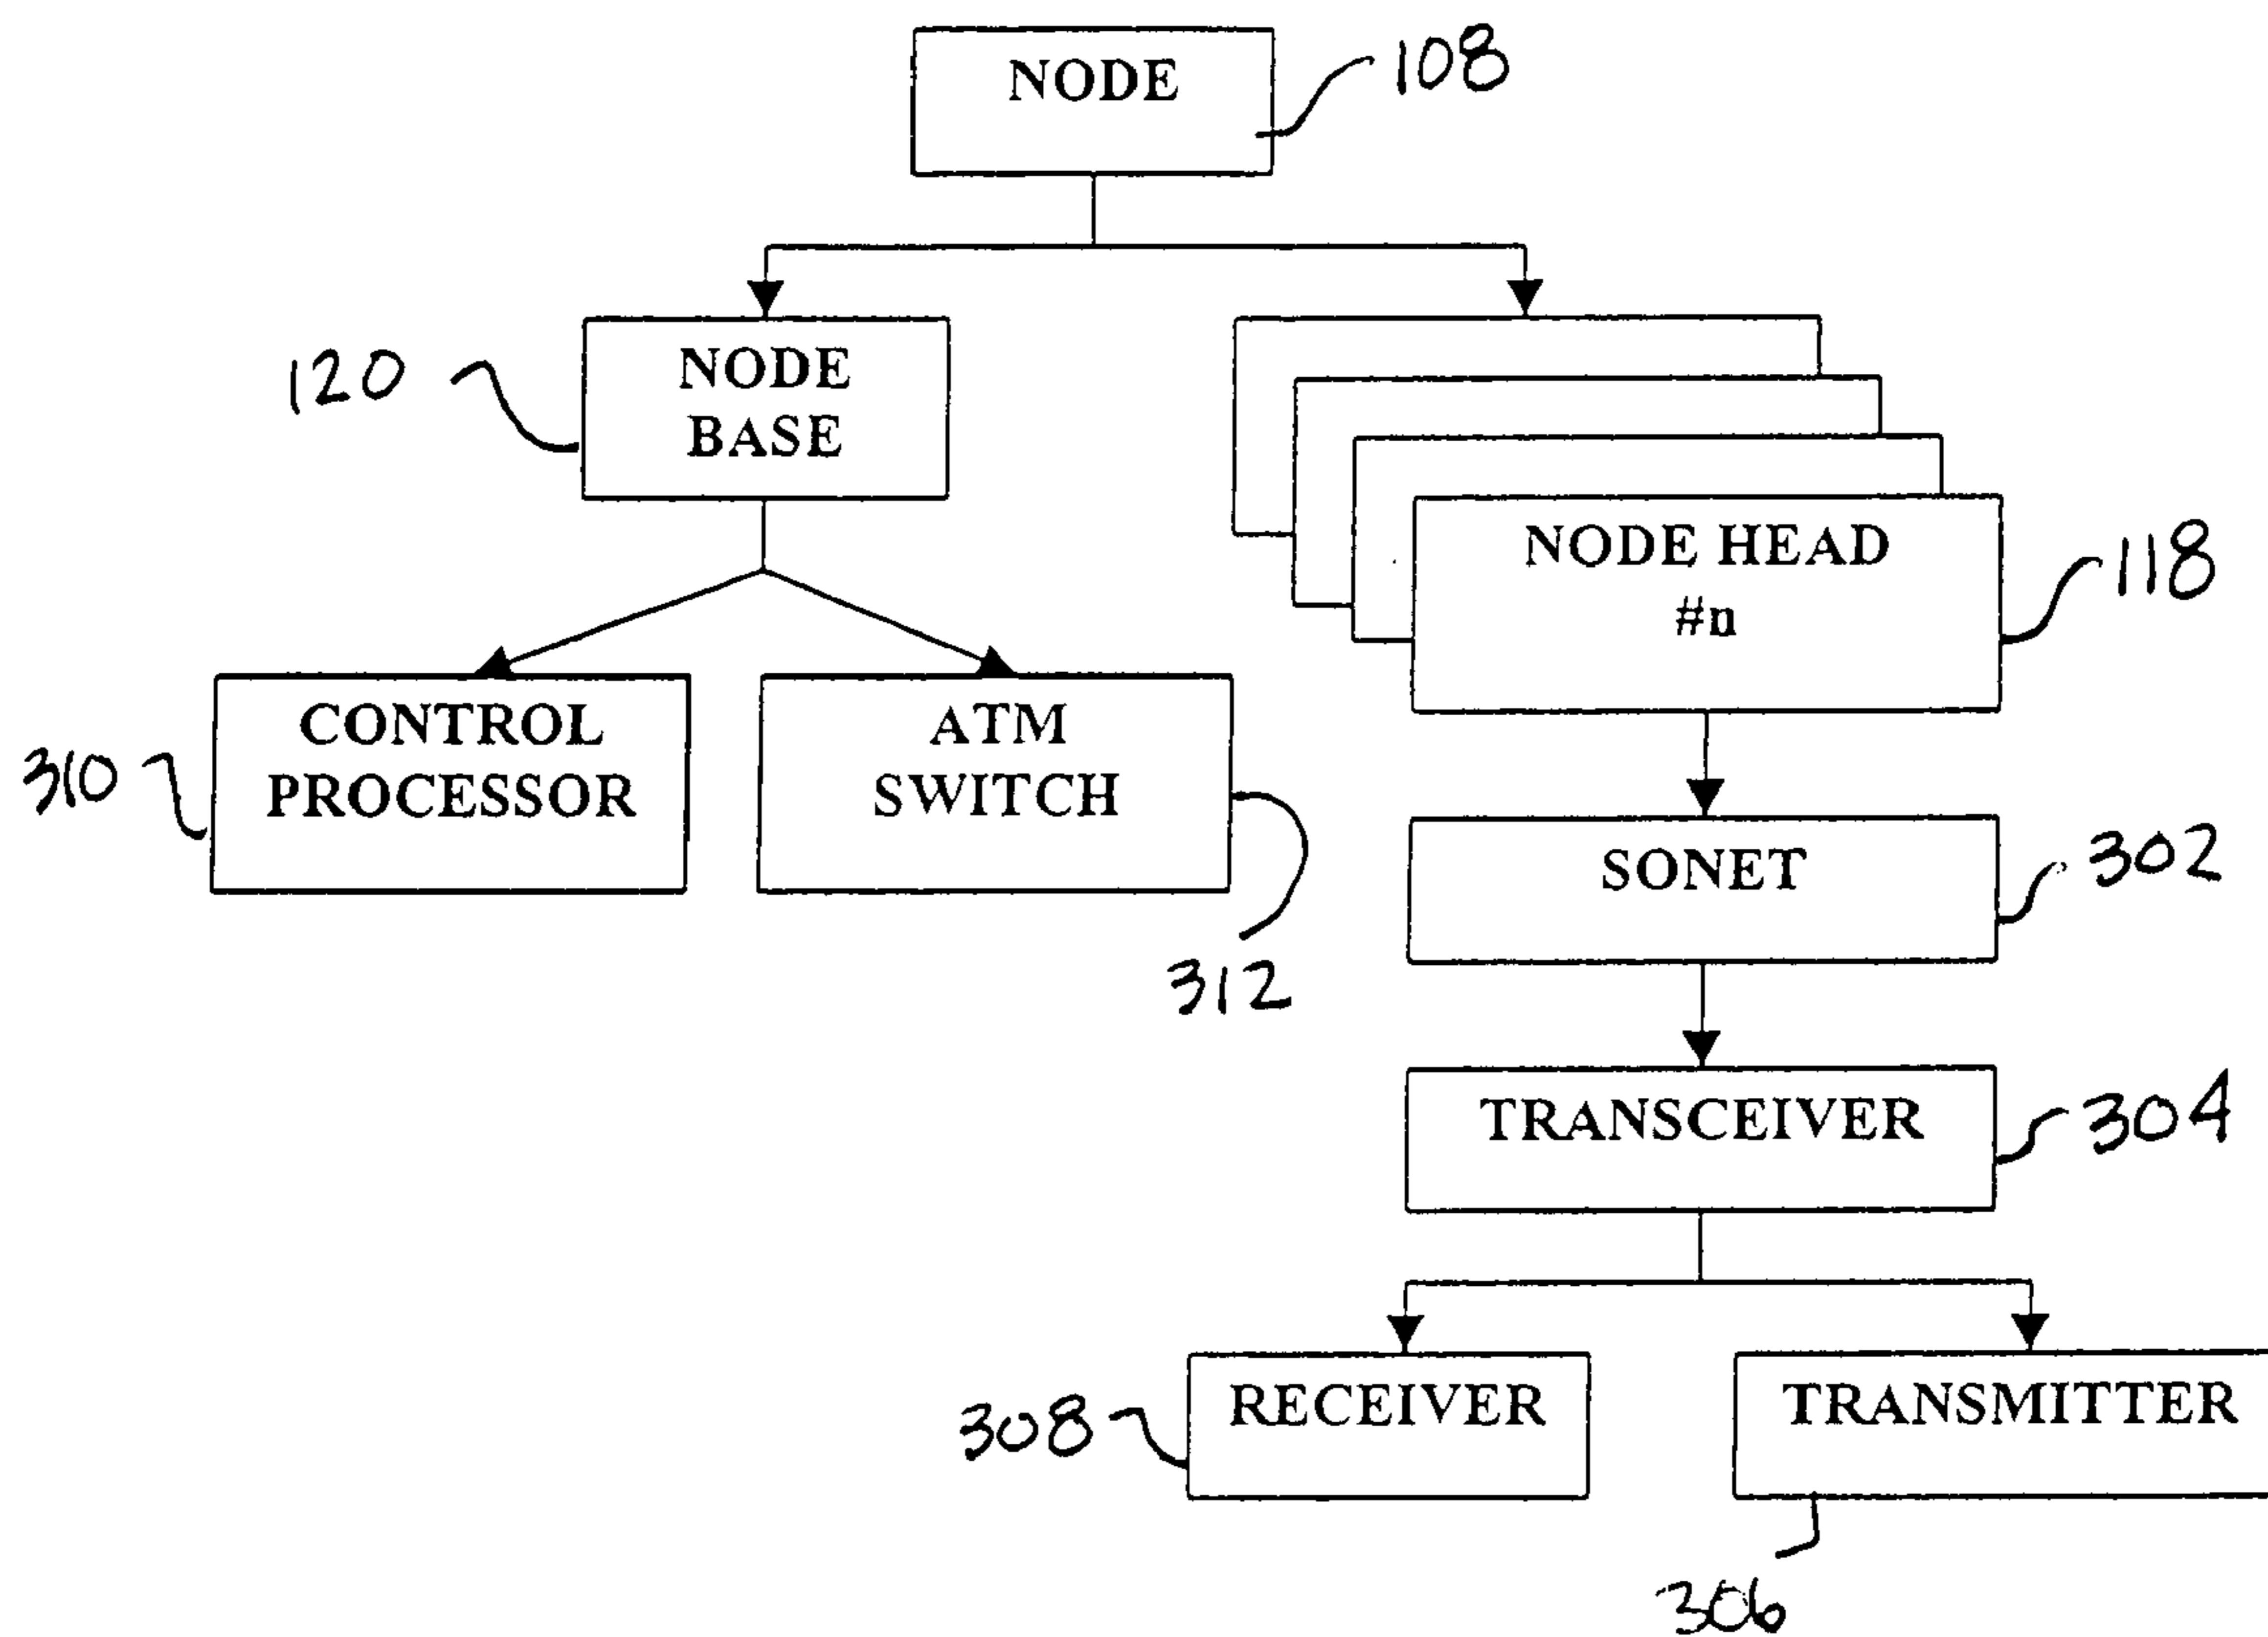 NODE
108
120
NODE
BASE
NODE HEAD
#n
118
310
CONTROL
PROCESSOR
ATM
SWITCH
312
SONET
302
TRANSCEIVER
304
308
RECEIVER
TRANSMITTER
306